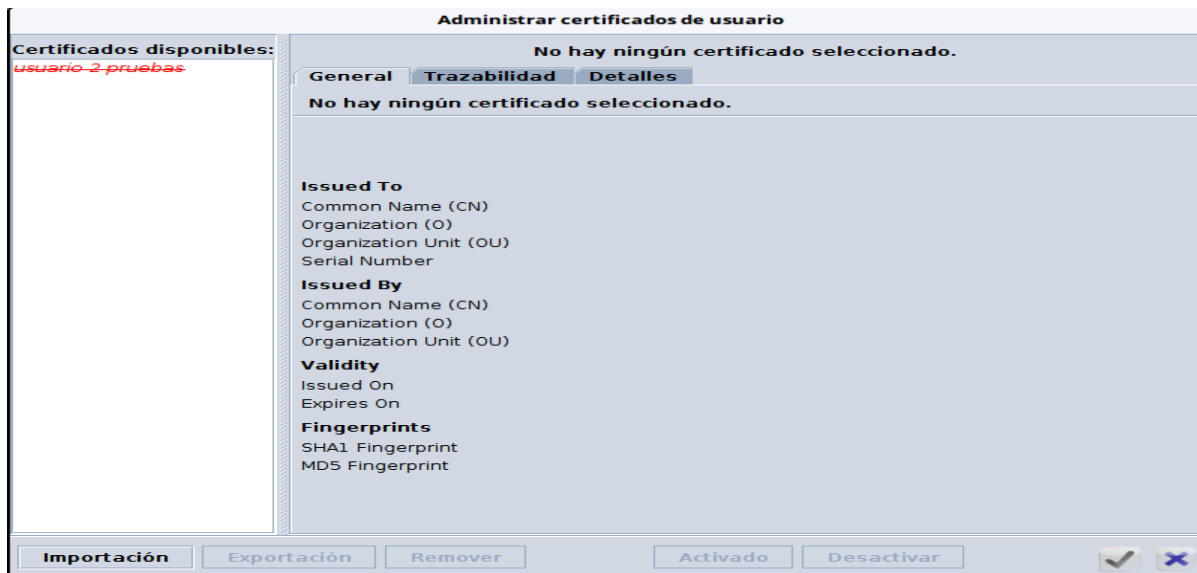 Administrar certificados de usuario
Certificados disponibles:
usuario 2 pruebas
No hay ningún certificado seleccionado.
General Trazabilidad Detalles
No hay ningún certificado seleccionado.
Issued To
Common Name (CN)
Organization (O)
Organization Unit (OU)
Serial Number
Issued By
Common Name (CN)
Organization (O)
Organization Unit (OU)
Validity
Issued On
Expires On
Fingerprints
SHA1 Fingerprint
MD5 Fingerprint
Importación Exportación Remover Activado Desactivar